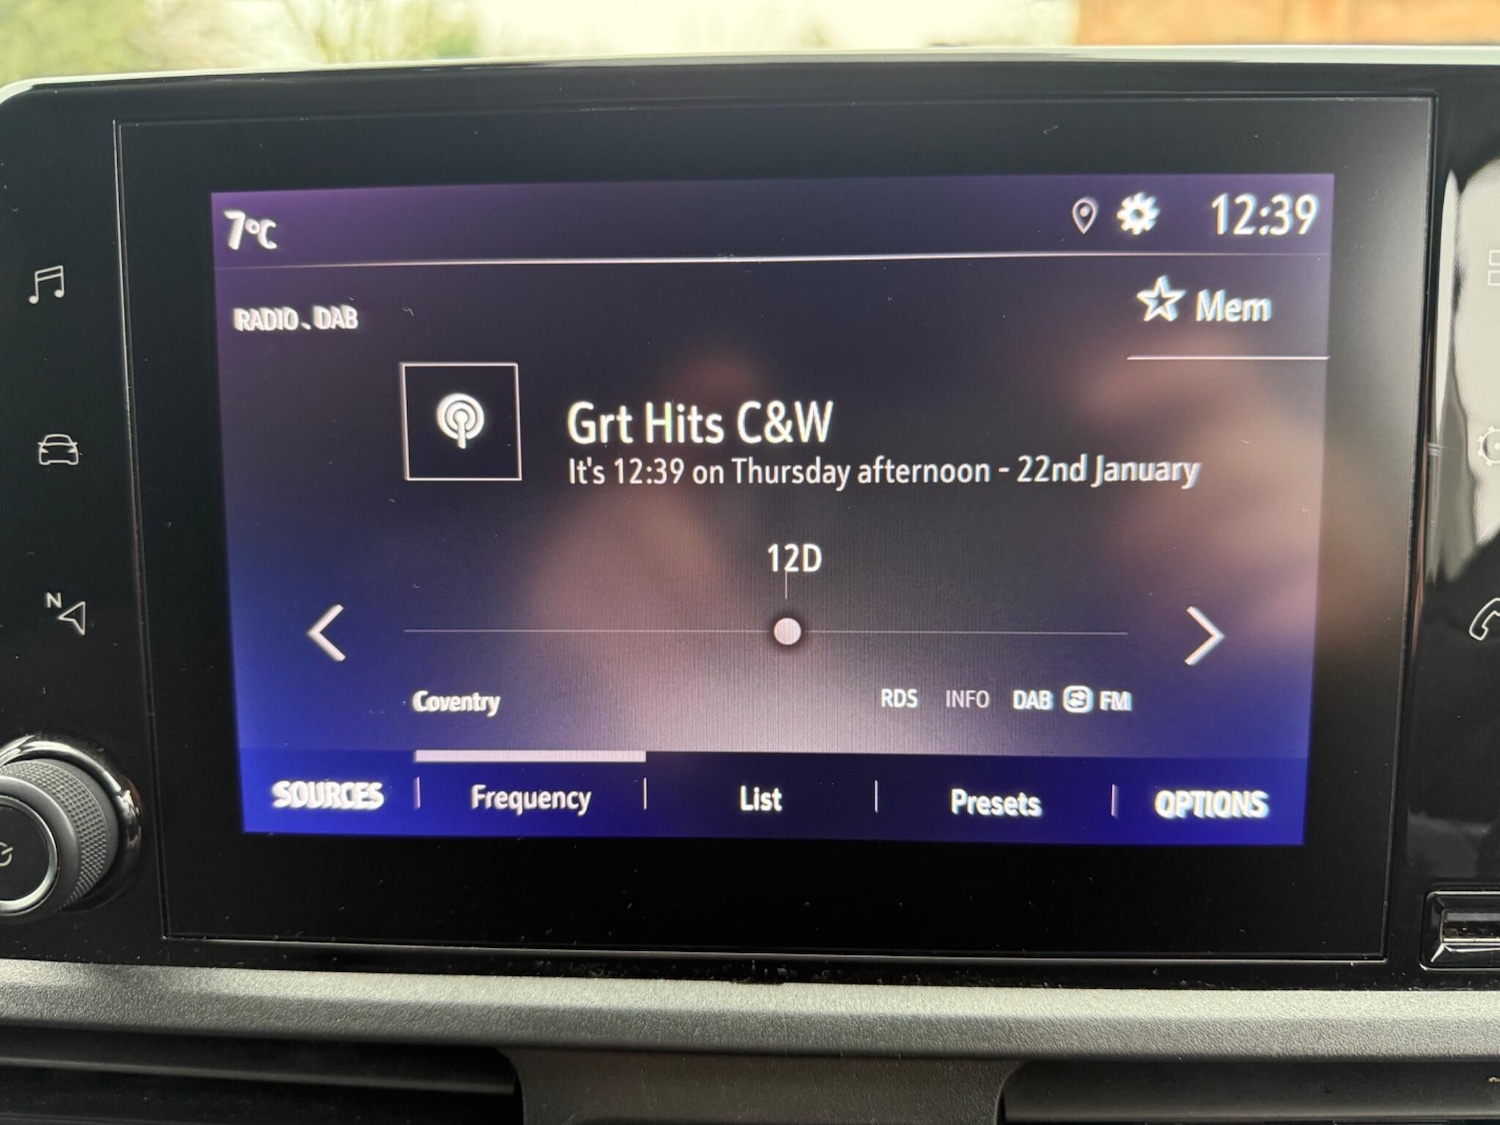 7°C
12:39
RADIO . DAB
Mem
Grt Hits C&W
It's 12:39 on Thursday afternoon - 22nd January
12D
Coventry
RDS INFO DAB FM
SOURCES Frequency List Presets OPTIONS
N